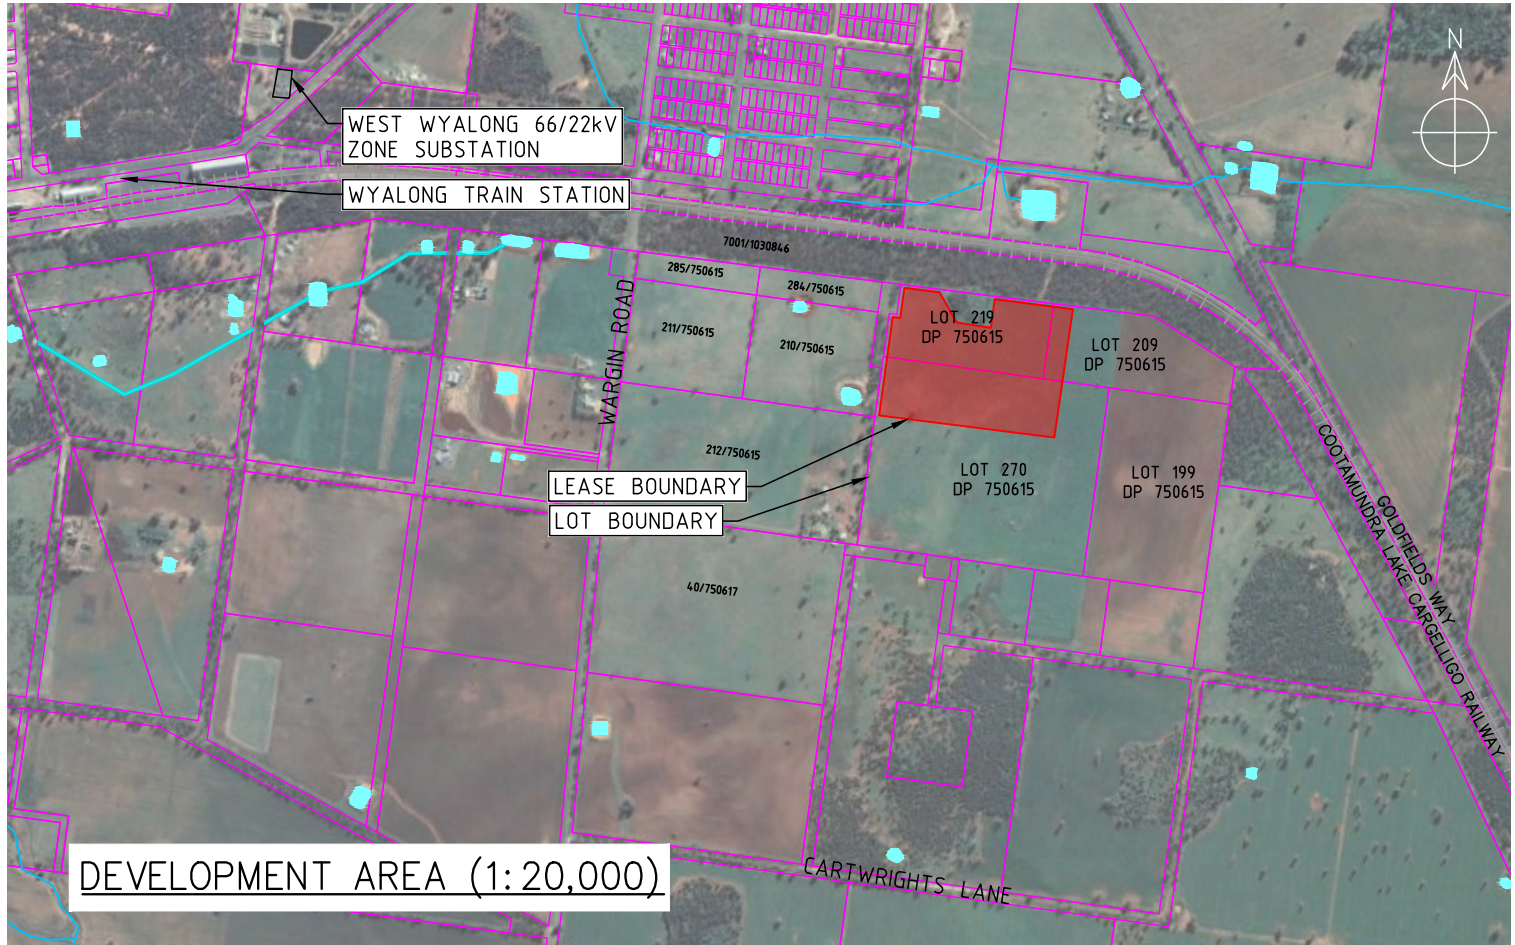 N
WEST WYALONG 66/22kV
ZONE SUBSTATION
WYALONG TRAIN STATION
7001/1030846
285/750615
284/750615
WARGIN ROAD
211/750615
210/750615
LOT 219
DP 750615
LOT 209
DP 750615
212/750615
LEASE BOUNDARY
LOT BOUNDARY
LOT 270
DP 750615
LOT 199
DP 750615
GOLDFIELDS WAY
COOTAMUNDRA LAKE CARGELLIGO RAILWAY
40/750617
DEVELOPMENT AREA (1:20,000)
CARTWRIGHTS LANE